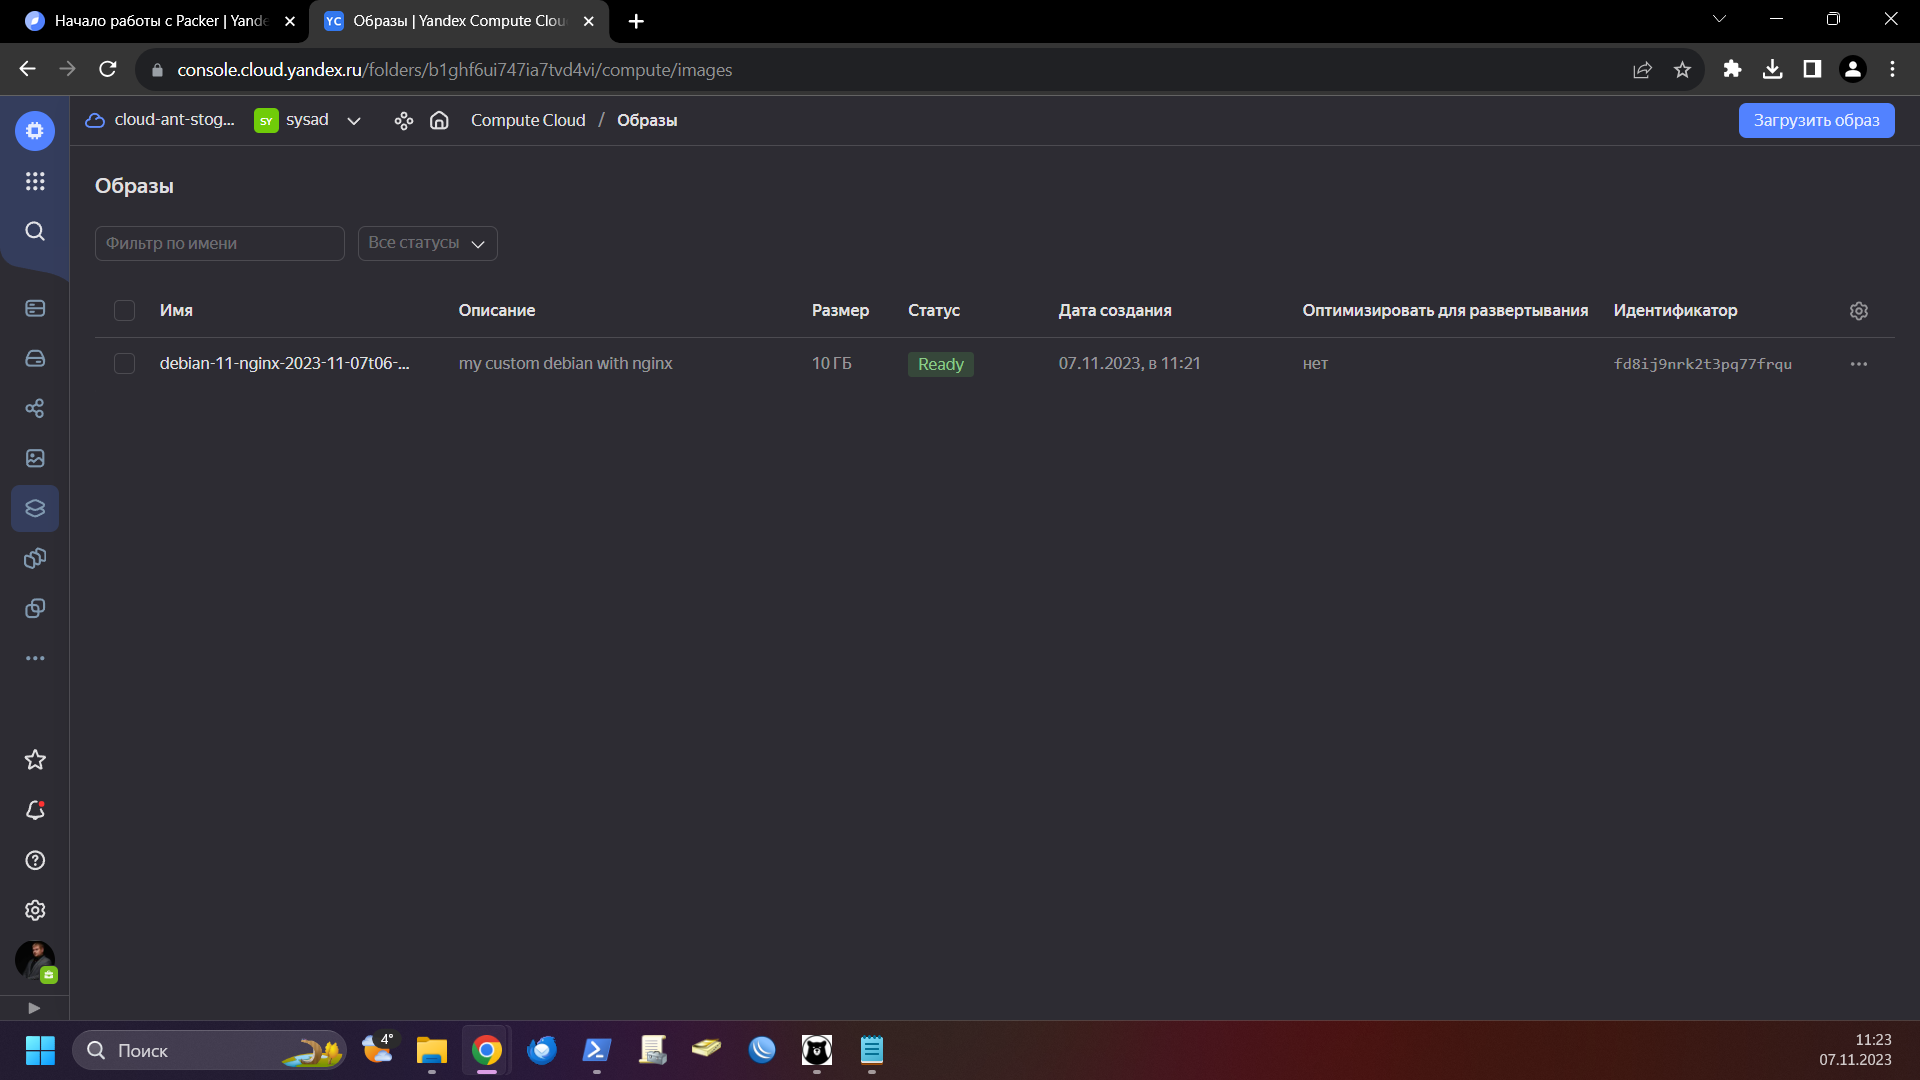 Начало работы с Packer | Yande
Образы | Yandex Compute Clou
console.cloud.yandex.ru/folders/b1ghf6ui747ia7tvd4vi/compute/images
cloud-ant-stog...
SY
sysad
Compute Cloud / Образы
Загрузить образ
Образы
Фильтр по имени
Все статусы
Имя Описание Размер Статус Дата создания Оптимизировать для развертывания Идентификатор
debian-11-nginx-2023-11-07t06-... my custom debian with nginx 10 ГБ Ready 07.11.2023, в 11:21 нет fd8ij9nrk2t3pq77frqu
Поиск
4°
11:23
07.11.2023